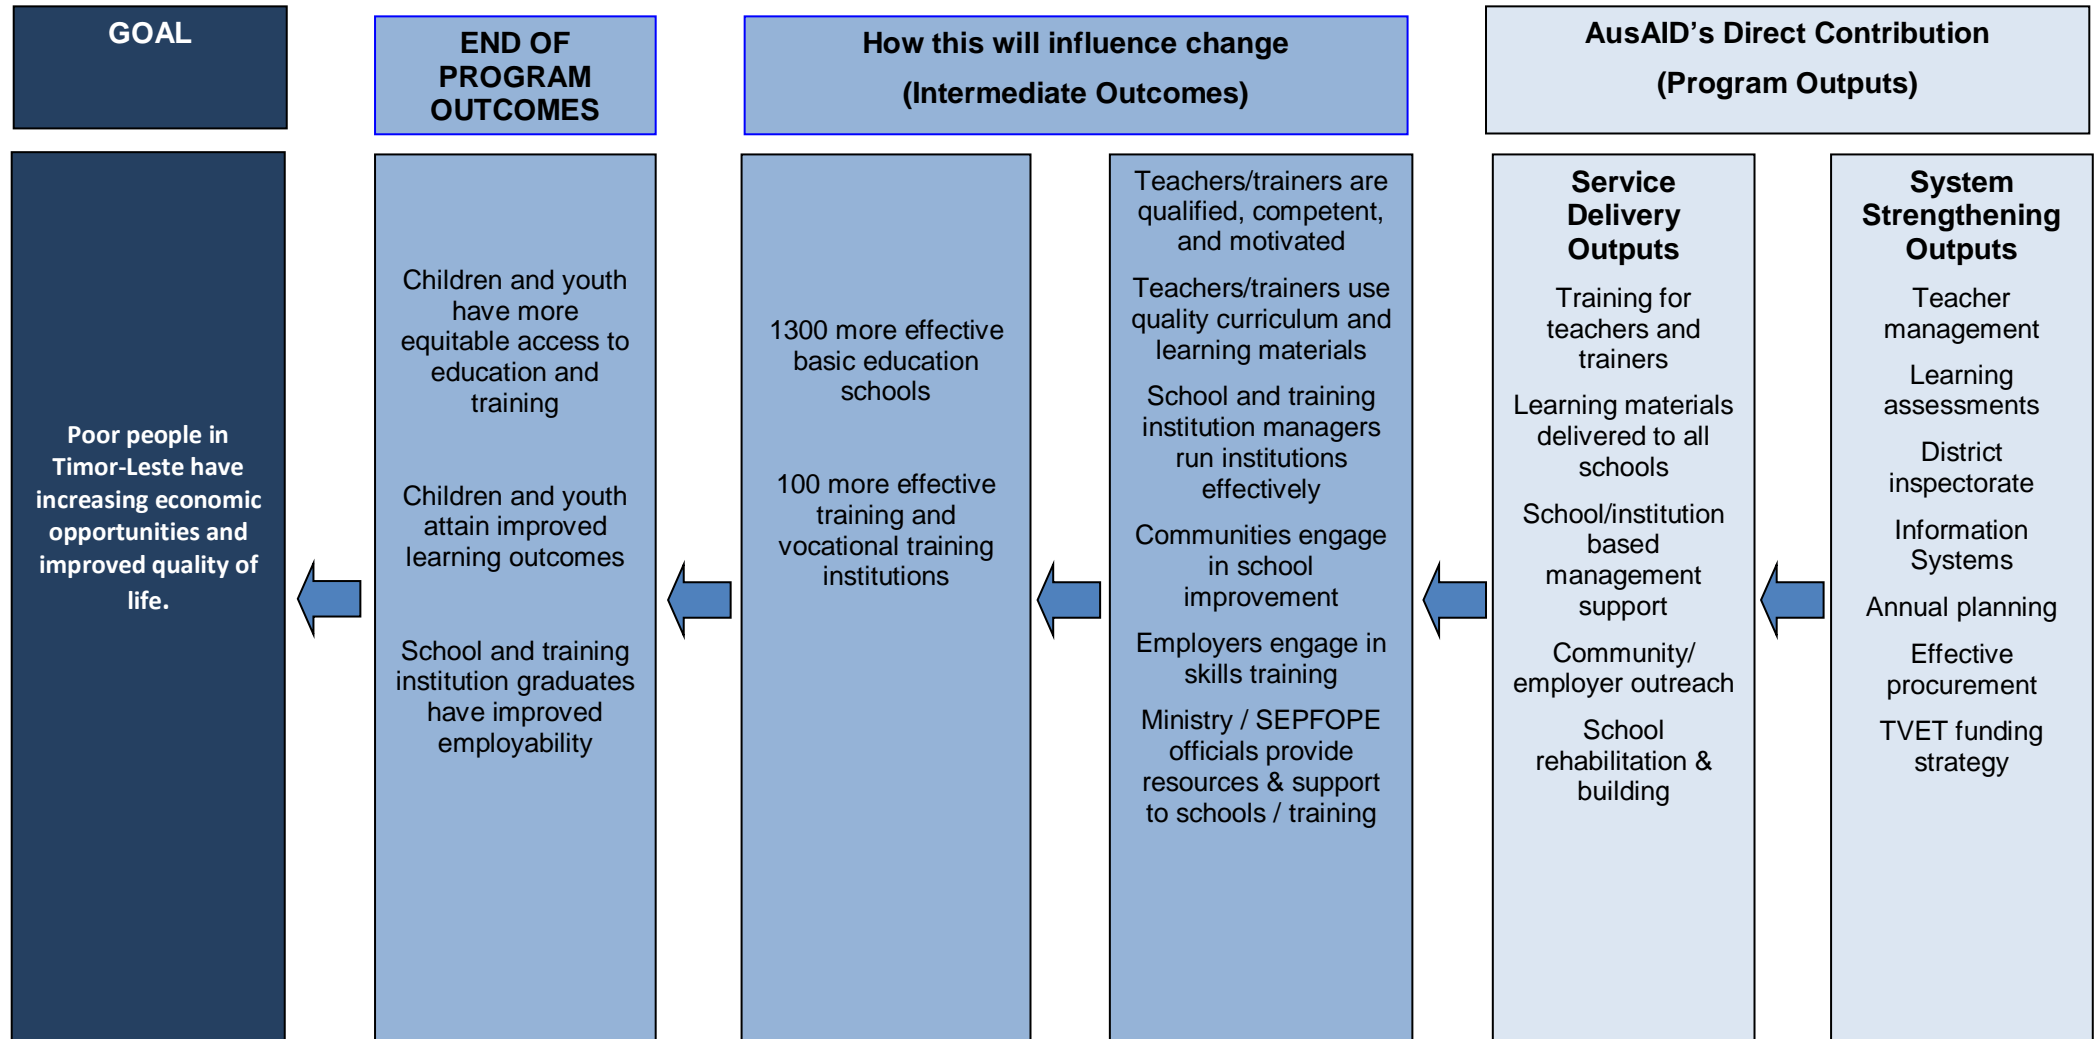 GOAL
END OF
PROGRAM
OUTCOMES
How this will influence change
(Intermediate Outcomes)
AusAID’s Direct Contribution
(Program Outputs)
Poor people in
Timor-Leste have
increasing economic
opportunities and
improved quality of
life.
Children and youth
have more
equitable access to
education and
training
Children and youth
attain improved
learning outcomes
School and training
institution graduates
have improved
employability
1300 more effective
basic education
schools
100 more effective
training and
vocational training
institutions
Teachers/trainers are
qualified, competent,
and motivated
Teachers/trainers use
quality curriculum and
learning materials
School and training
institution managers
run institutions
effectively
Communities engage
in school
improvement
Employers engage in
skills training
Ministry / SEPFOPE
officials provide
resources & support
to schools / training
Service
Delivery
Outputs
Training for
teachers and
trainers
Learning materials
delivered to all
schools
School/institution
based
management
support
Community/
employer outreach
School
rehabilitation &
building
System
Strengthening
Outputs
Teacher
management
Learning
assessments
District
inspectorate
Information
Systems
Annual planning
Effective
procurement
TVET funding
strategy